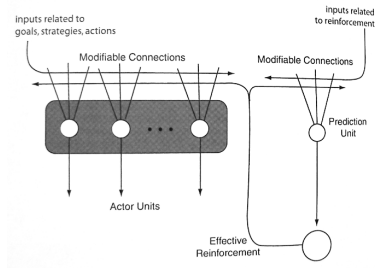 inputs related to
goals, strategies, actions
inputs related
to reinforcement
Modifiable Connections
Modifiable Connections
Prediction
Unit
Actor Units
Effective
Reinforcement